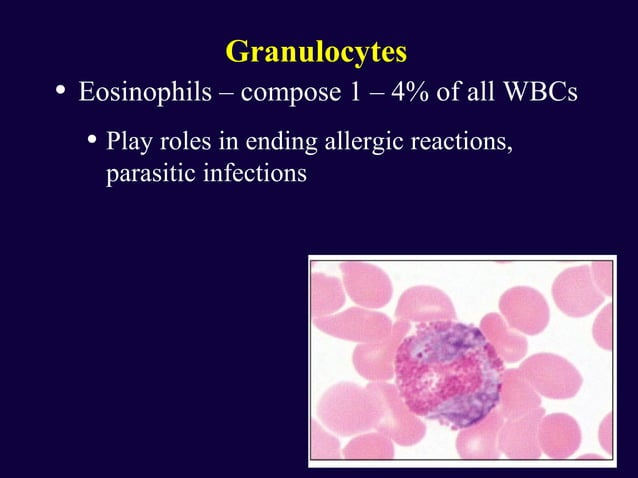 Granulocytes
• Eosinophils – compose 1 – 4% of all WBCs
• Play roles in ending allergic reactions,
parasitic infections